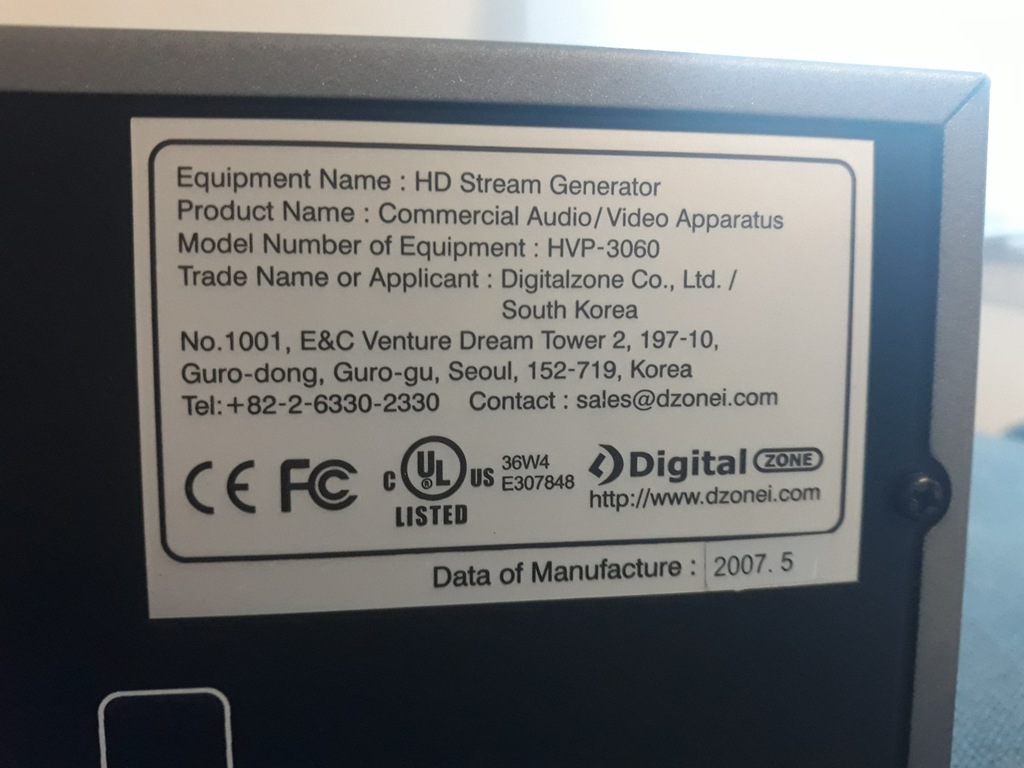 Equipment Name : HD Stream Generator
Product Name : Commercial Audio/Video Apparatus
Model Number of Equipment : HVP-3060
Trade Name or Applicant : Digitalzone Co., Ltd. /
South Korea
No.1001, E&C Venture Dream Tower 2, 197-10,
Guro-dong, Guro-gu, Seoul, 152-719, Korea
Tel:+82-2-6330-2330 Contact : sales@dzonei.com
CE FC C UL ® US 36W4 Digital ZONE
E307848
LISTED http://www.dzonei.com
Data of Manufacture : 2007. 5